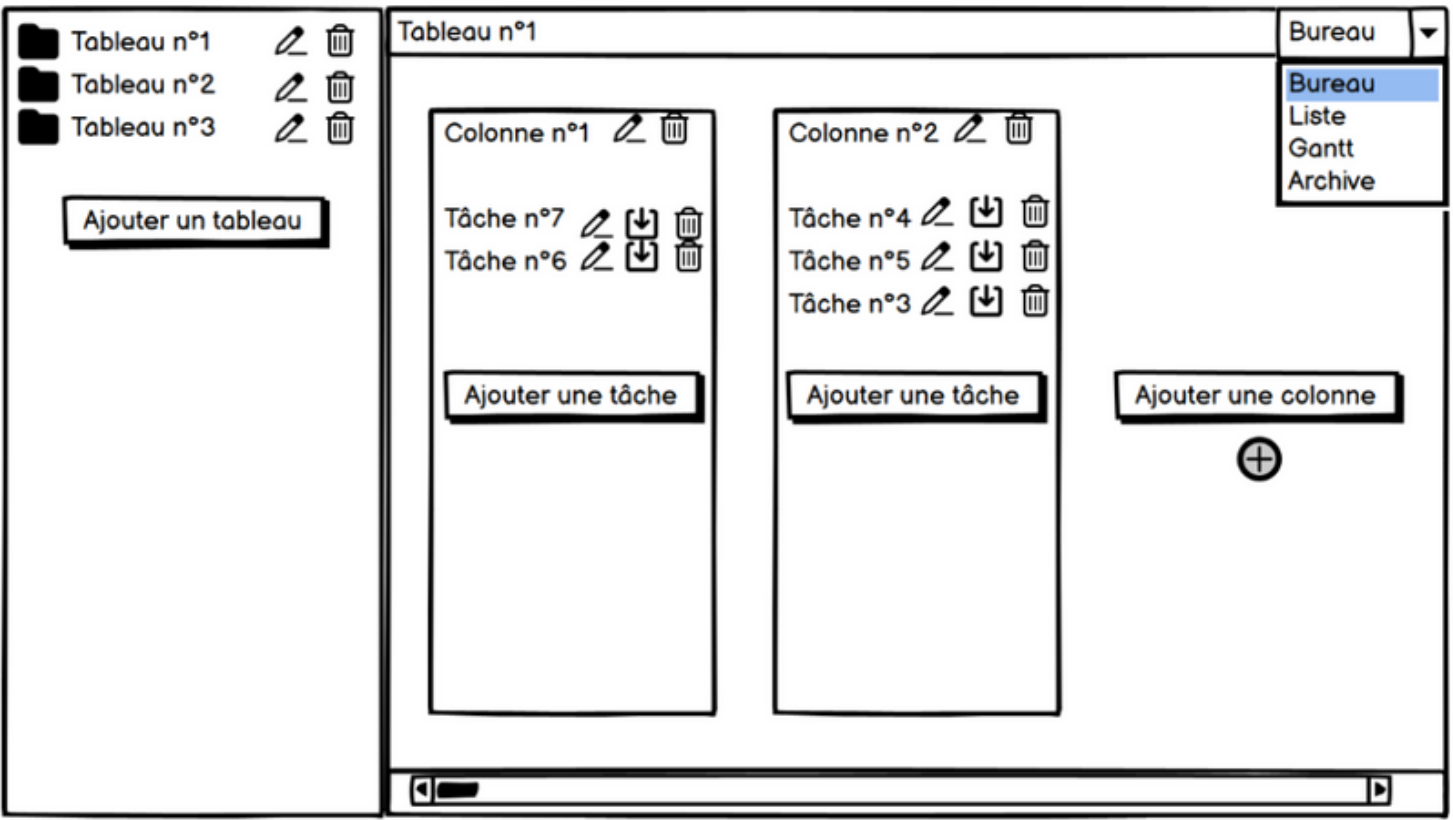 Tableau n°1
Tableau n°2
Tableau n°3
Ajouter un tableau
Tableau n°1
Bureau
Bureau
Liste
Gantt
Archive
Colonne n°1
Tâche n°7
Tâche n°6
Ajouter une tâche
Colonne n°2
Tâche n°4
Tâche n°5
Tâche n°3
Ajouter une tâche
Ajouter une colonne